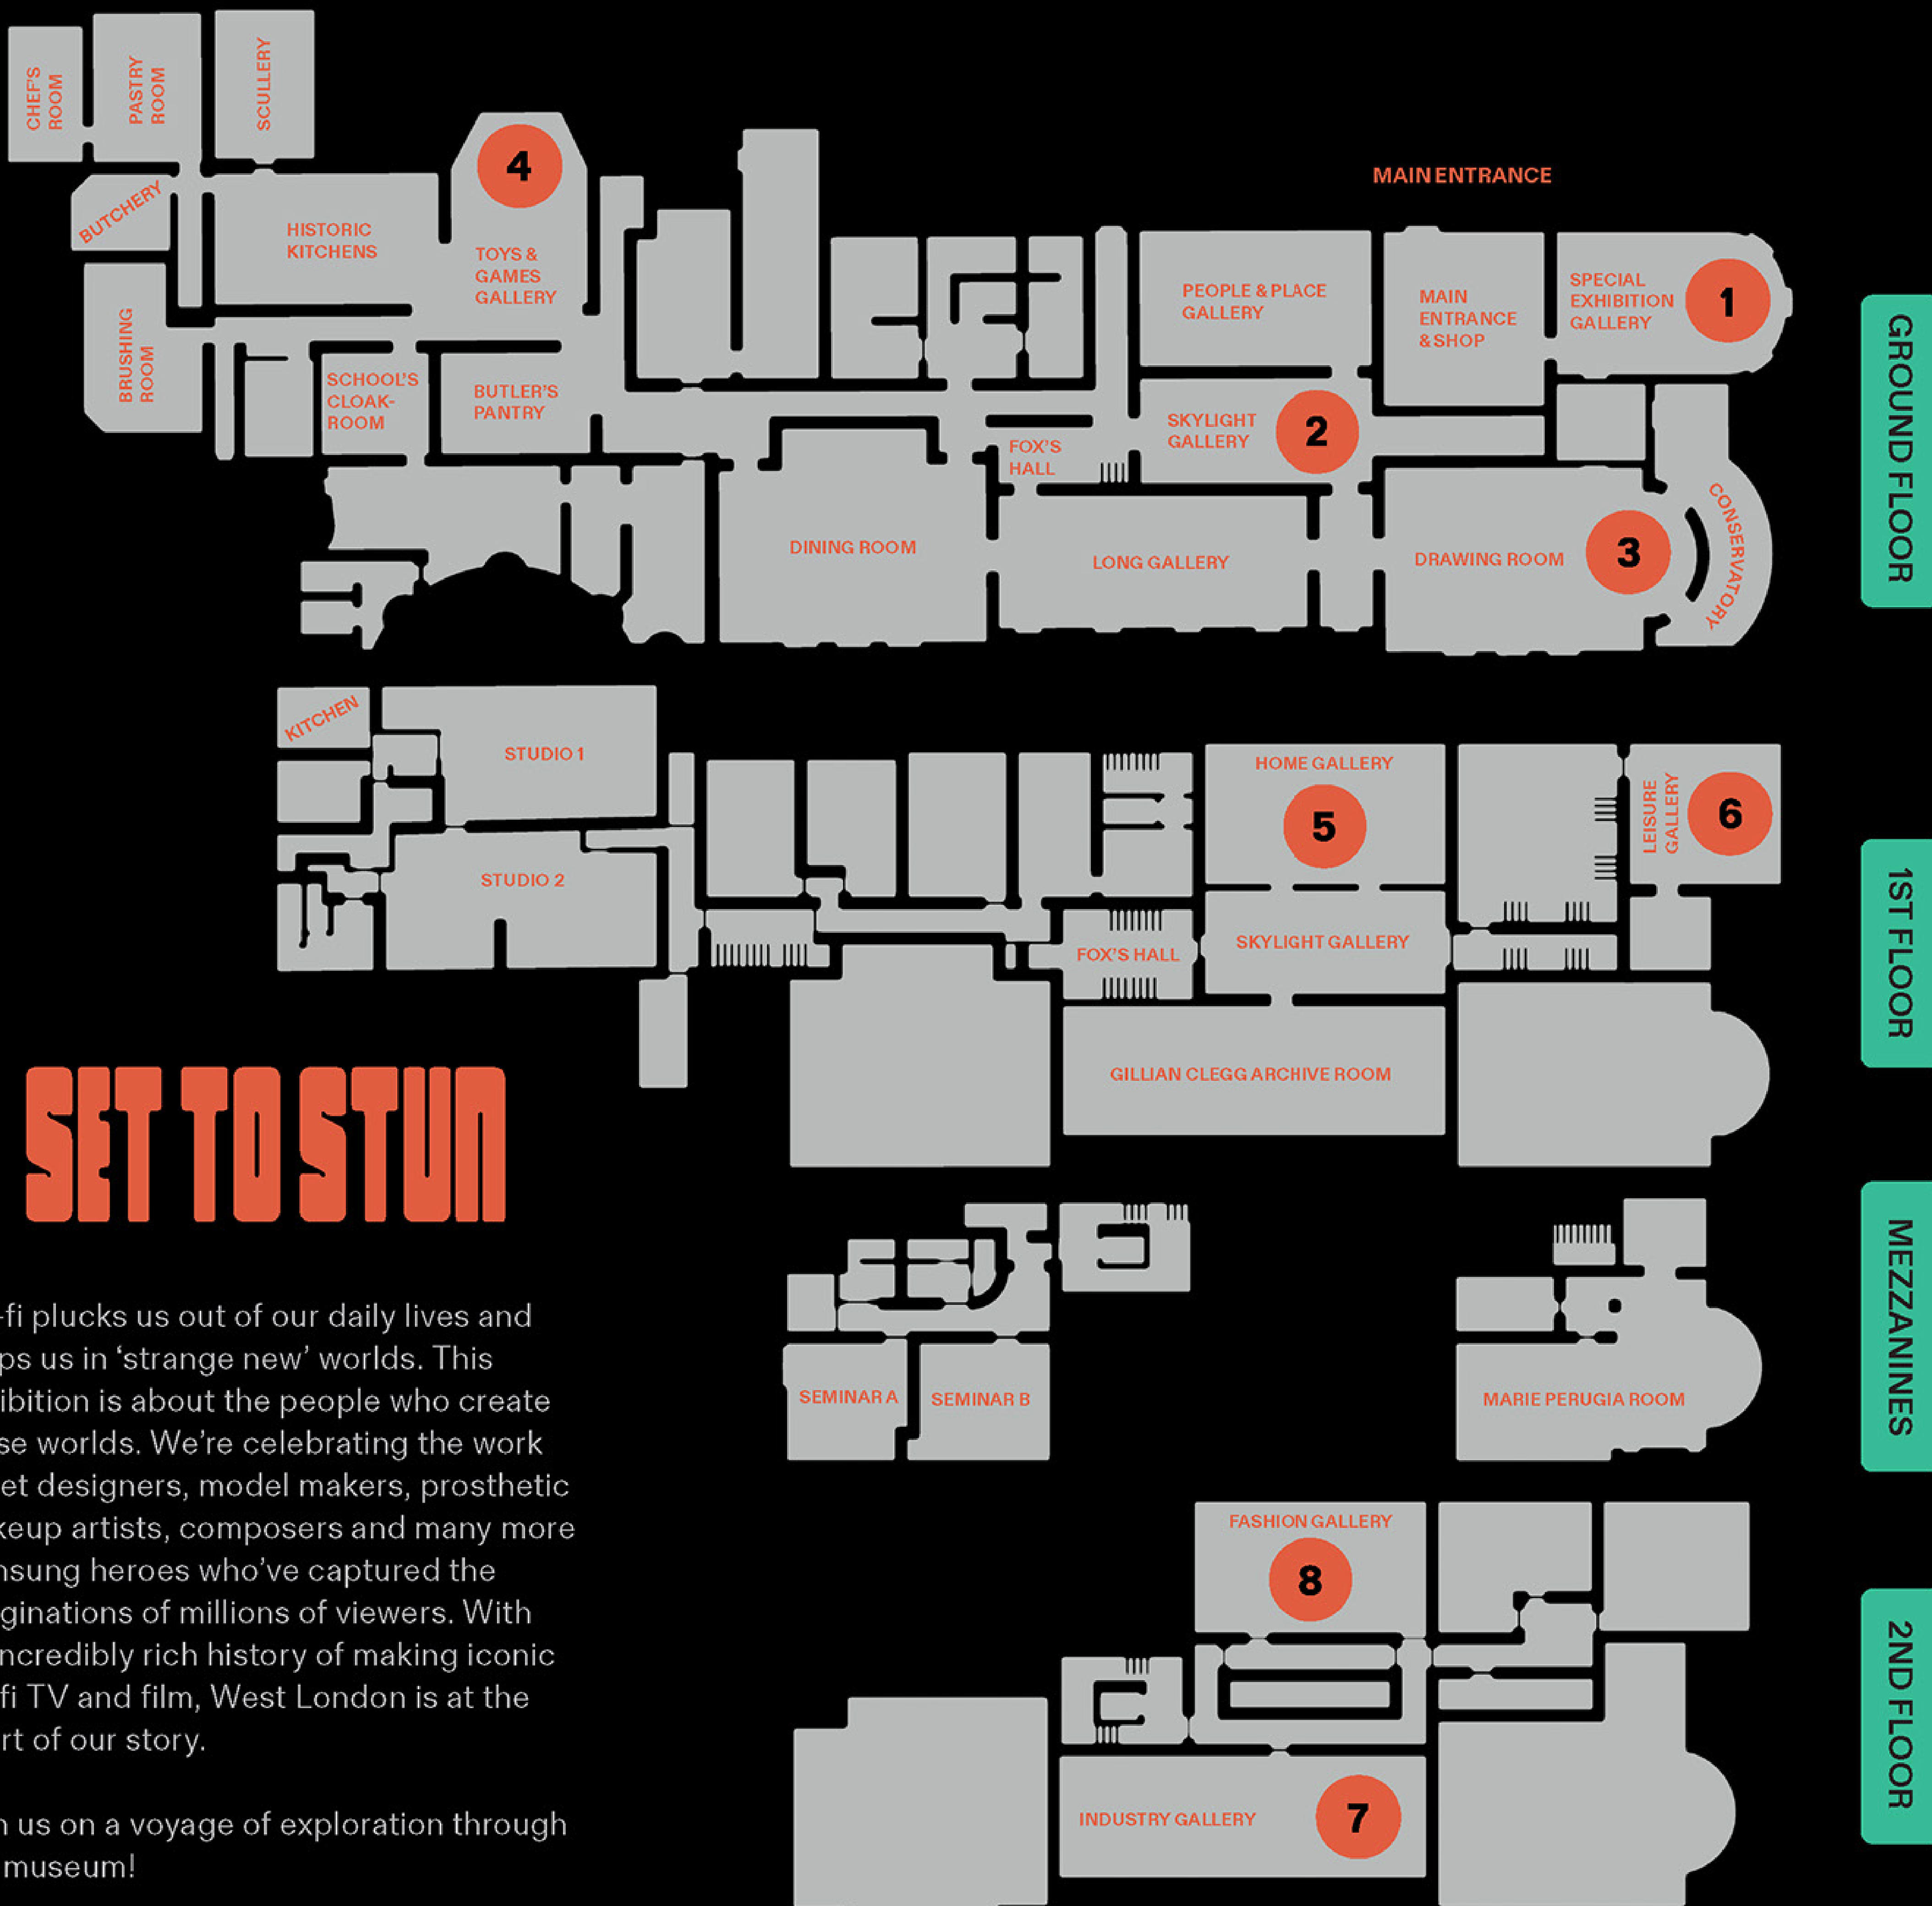 CHEF'S
ROOM
PASTRY
ROOM
SCULLERY
BUTCHERY
HISTORIC
KITCHENS
4
TOYS &
GAMES
GALLERY
BRUSHING
ROOM
SCHOOL'S
CLOAK-
ROOM
BUTLER'S
PANTRY
MAIN ENTRANCE
PEOPLE & PLACE
GALLERY
MAIN
ENTRANCE
& SHOP
SPECIAL
EXHIBITION
GALLERY
1
SKYLIGHT
GALLERY
2
FOX'S
HALL
DINING ROOM
LONG GALLERY
DRAWING ROOM
3
CONSERVATORY
GROUND FLOOR
KITCHEN
STUDIO 1
STUDIO 2
HOME GALLERY
5
LEISURE
GALLERY
6
FOX'S HALL
SKYLIGHT GALLERY
GILLIAN CLEGG ARCHIVE ROOM
1ST FLOOR
SEMINAR A
SEMINAR B
MARIE PERUGIA ROOM
MEZZANINES
FASHION GALLERY
8
INDUSTRY GALLERY
7
2ND FLOOR
SET TO STUN
-fi plucks us out of our daily lives and
ps us in ‘strange new’ worlds. This
ibition is about the people who create
se worlds. We’re celebrating the work
et designers, model makers, prosthetic
keup artists, composers and many more
nsung heroes who’ve captured the
ginations of millions of viewers. With
ncredibly rich history of making iconic
fi TV and film, West London is at the
rt of our story.
n us on a voyage of exploration through
museum!